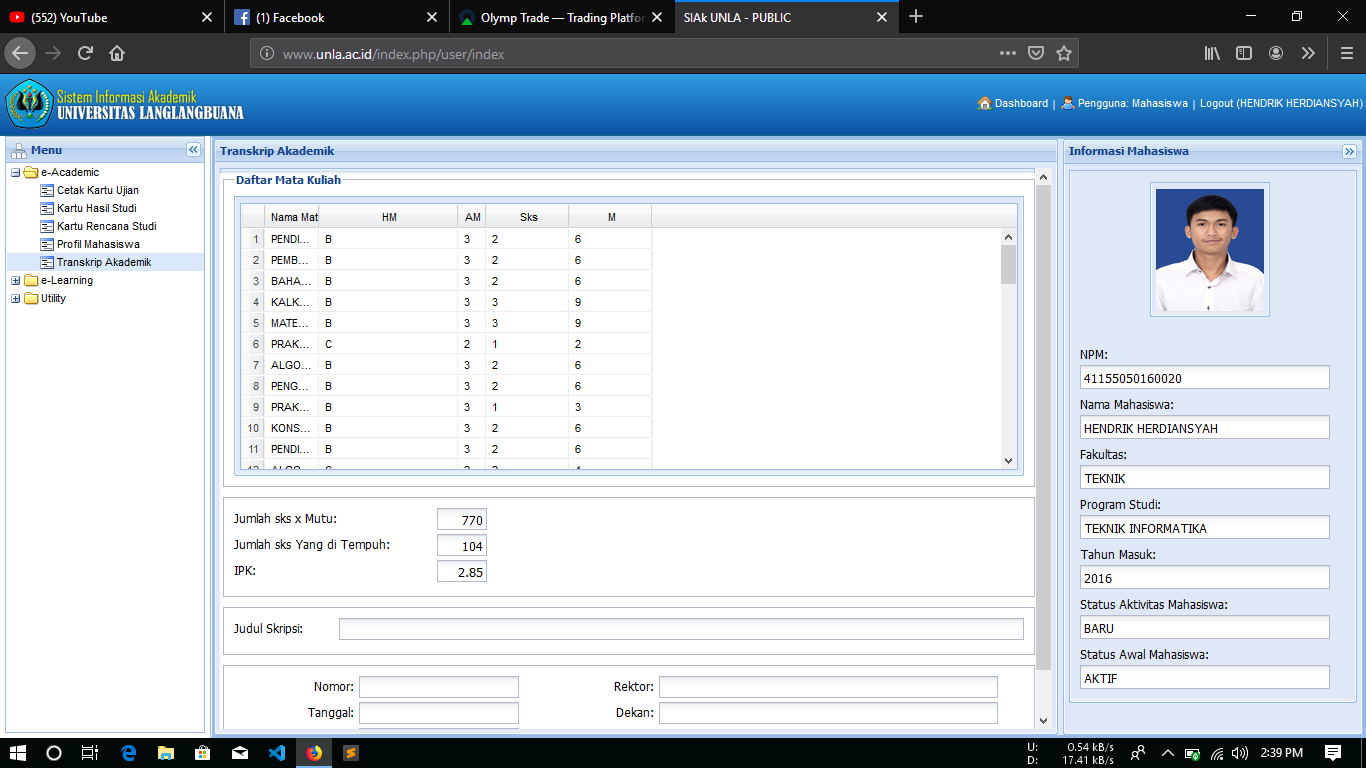 (552) YouTube
(1) Facebook
Olymp Trade — Trading Platfor
SIAk UNLA - PUBLIC
www.unla.ac.id/index.php/user/index
Sistem Informasi Akademik
UNIVERSITAS LANGLANGBUANA
Dashboard | Pengguna: Mahasiswa | Logout (HENDRIK HERDIANSYAH)
Menu
e-Academic
Cetak Kartu Ujian
Kartu Hasil Studi
Kartu Rencana Studi
Profil Mahasiswa
Transkrip Akademik
e-Learning
Utility
Transkrip Akademik
Daftar Mata Kuliah
Nama Mat HM AM Sks M
1 PENDI... B 3 2 6
2 PEMB... B 3 2 6
3 BAHA... B 3 2 6
4 KALK... B 3 3 9
5 MATE... B 3 3 9
6 PRAK... C 2 1 2
7 ALGO... B 3 2 6
8 PENG... B 3 2 6
9 PRAK... B 3 1 3
10 KONS... B 3 2 6
11 PENDI... B 3 2 6
Jumlah sks x Mutu: 770
Jumlah sks Yang di Tempuh: 104
IPK: 2.85
Judul Skripsi:
Nomor:
Rektor:
Tanggal:
Dekan:
Informasi Mahasiswa
NPM:
41155050160020
Nama Mahasiswa:
HENDRIK HERDIANSYAH
Fakultas:
TEKNIK
Program Studi:
TEKNIK INFORMATIKA
Tahun Masuk:
2016
Status Aktivitas Mahasiswa:
BARU
Status Awal Mahasiswa:
AKTIF
U: 0.54 kB/s
D: 17.41 kB/s
2:39 PM